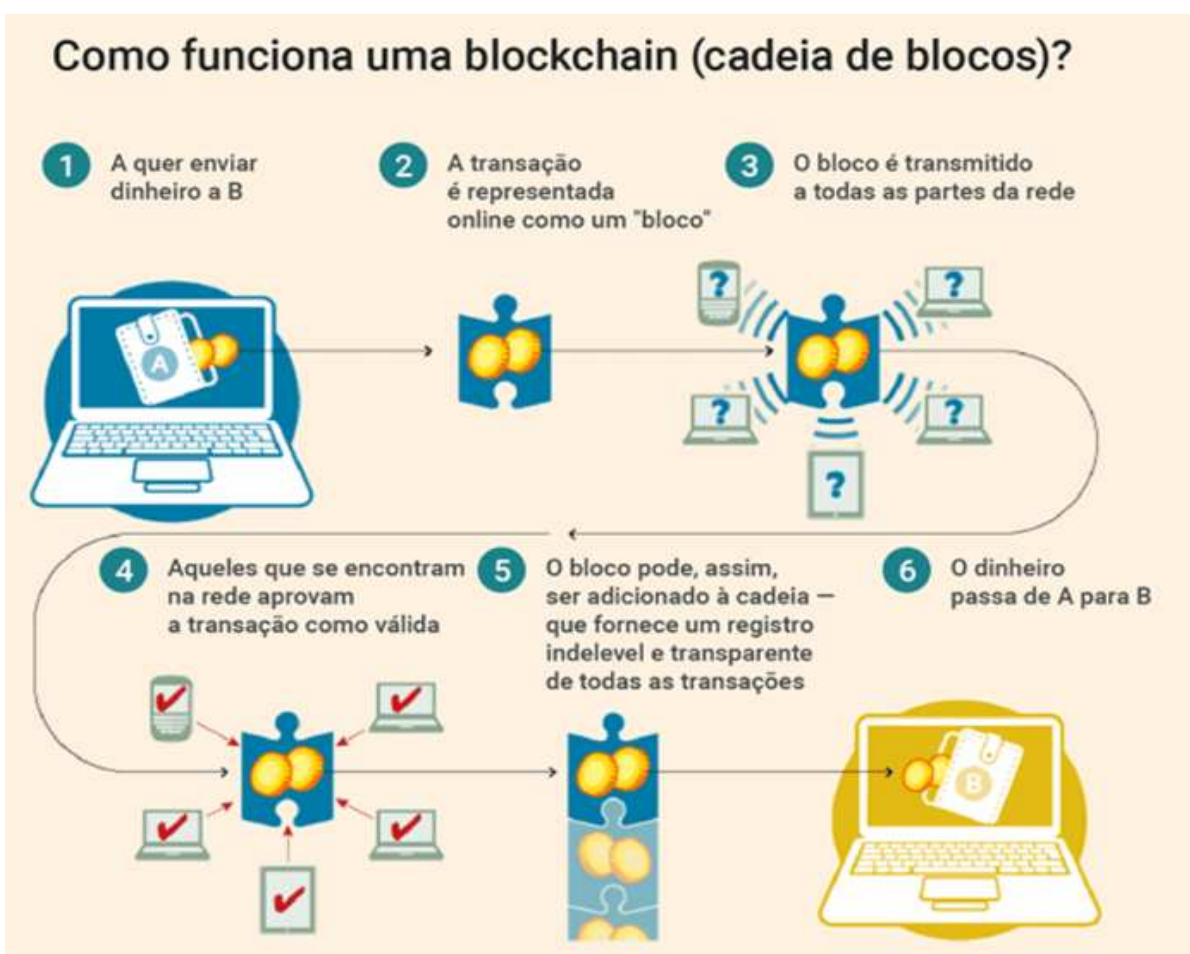 Como funciona uma blockchain (cadeia de blocos)?
1
A quer enviar
dinheiro a B
2
A transação
é representada
online como um "bloco"
3
O bloco é transmitido
a todas as partes da rede
A
?
?
?
?
?
4
Aqueles que se encontram
na rede aprovam
a transação como válida
5
O bloco pode, assim,
ser adicionado à cadeia —
que fornece um registro
indelevel e transparente
de todas as transações
6
O dinheiro
passa de A para B
B